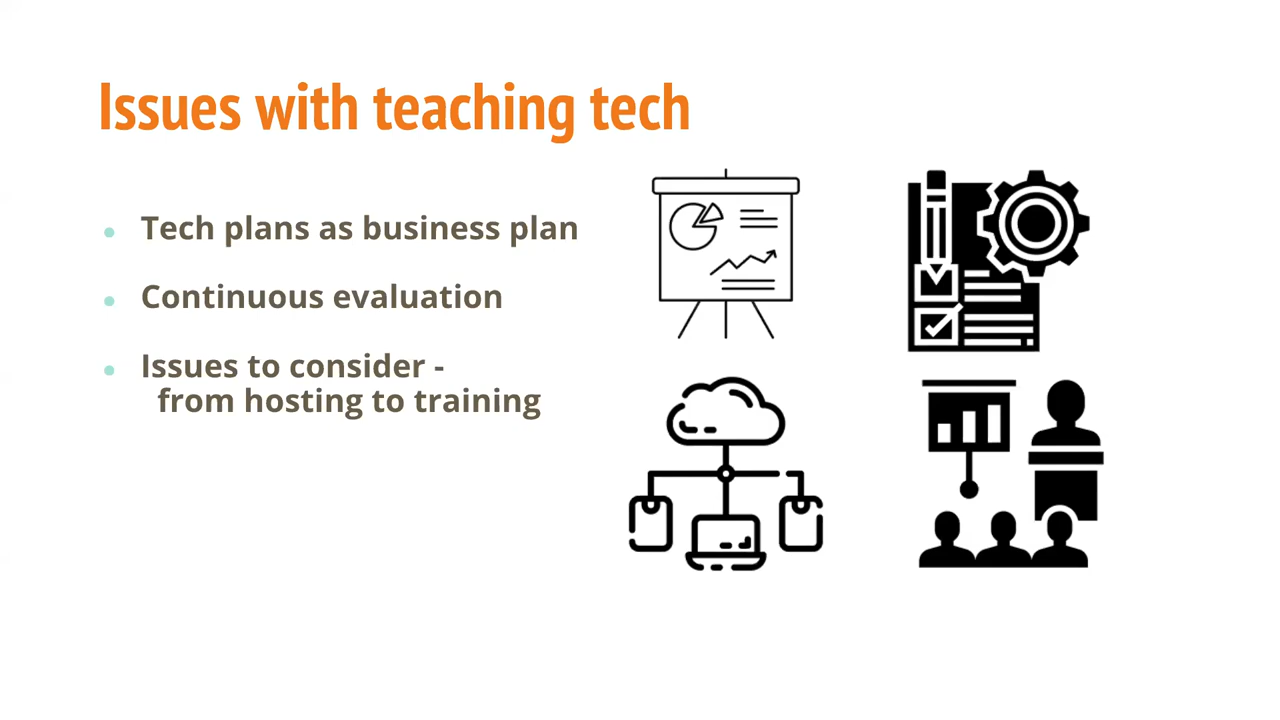 Issues with teaching tech
Tech plans as business plan
Continuous evaluation
Issues to consider -
from hosting to training